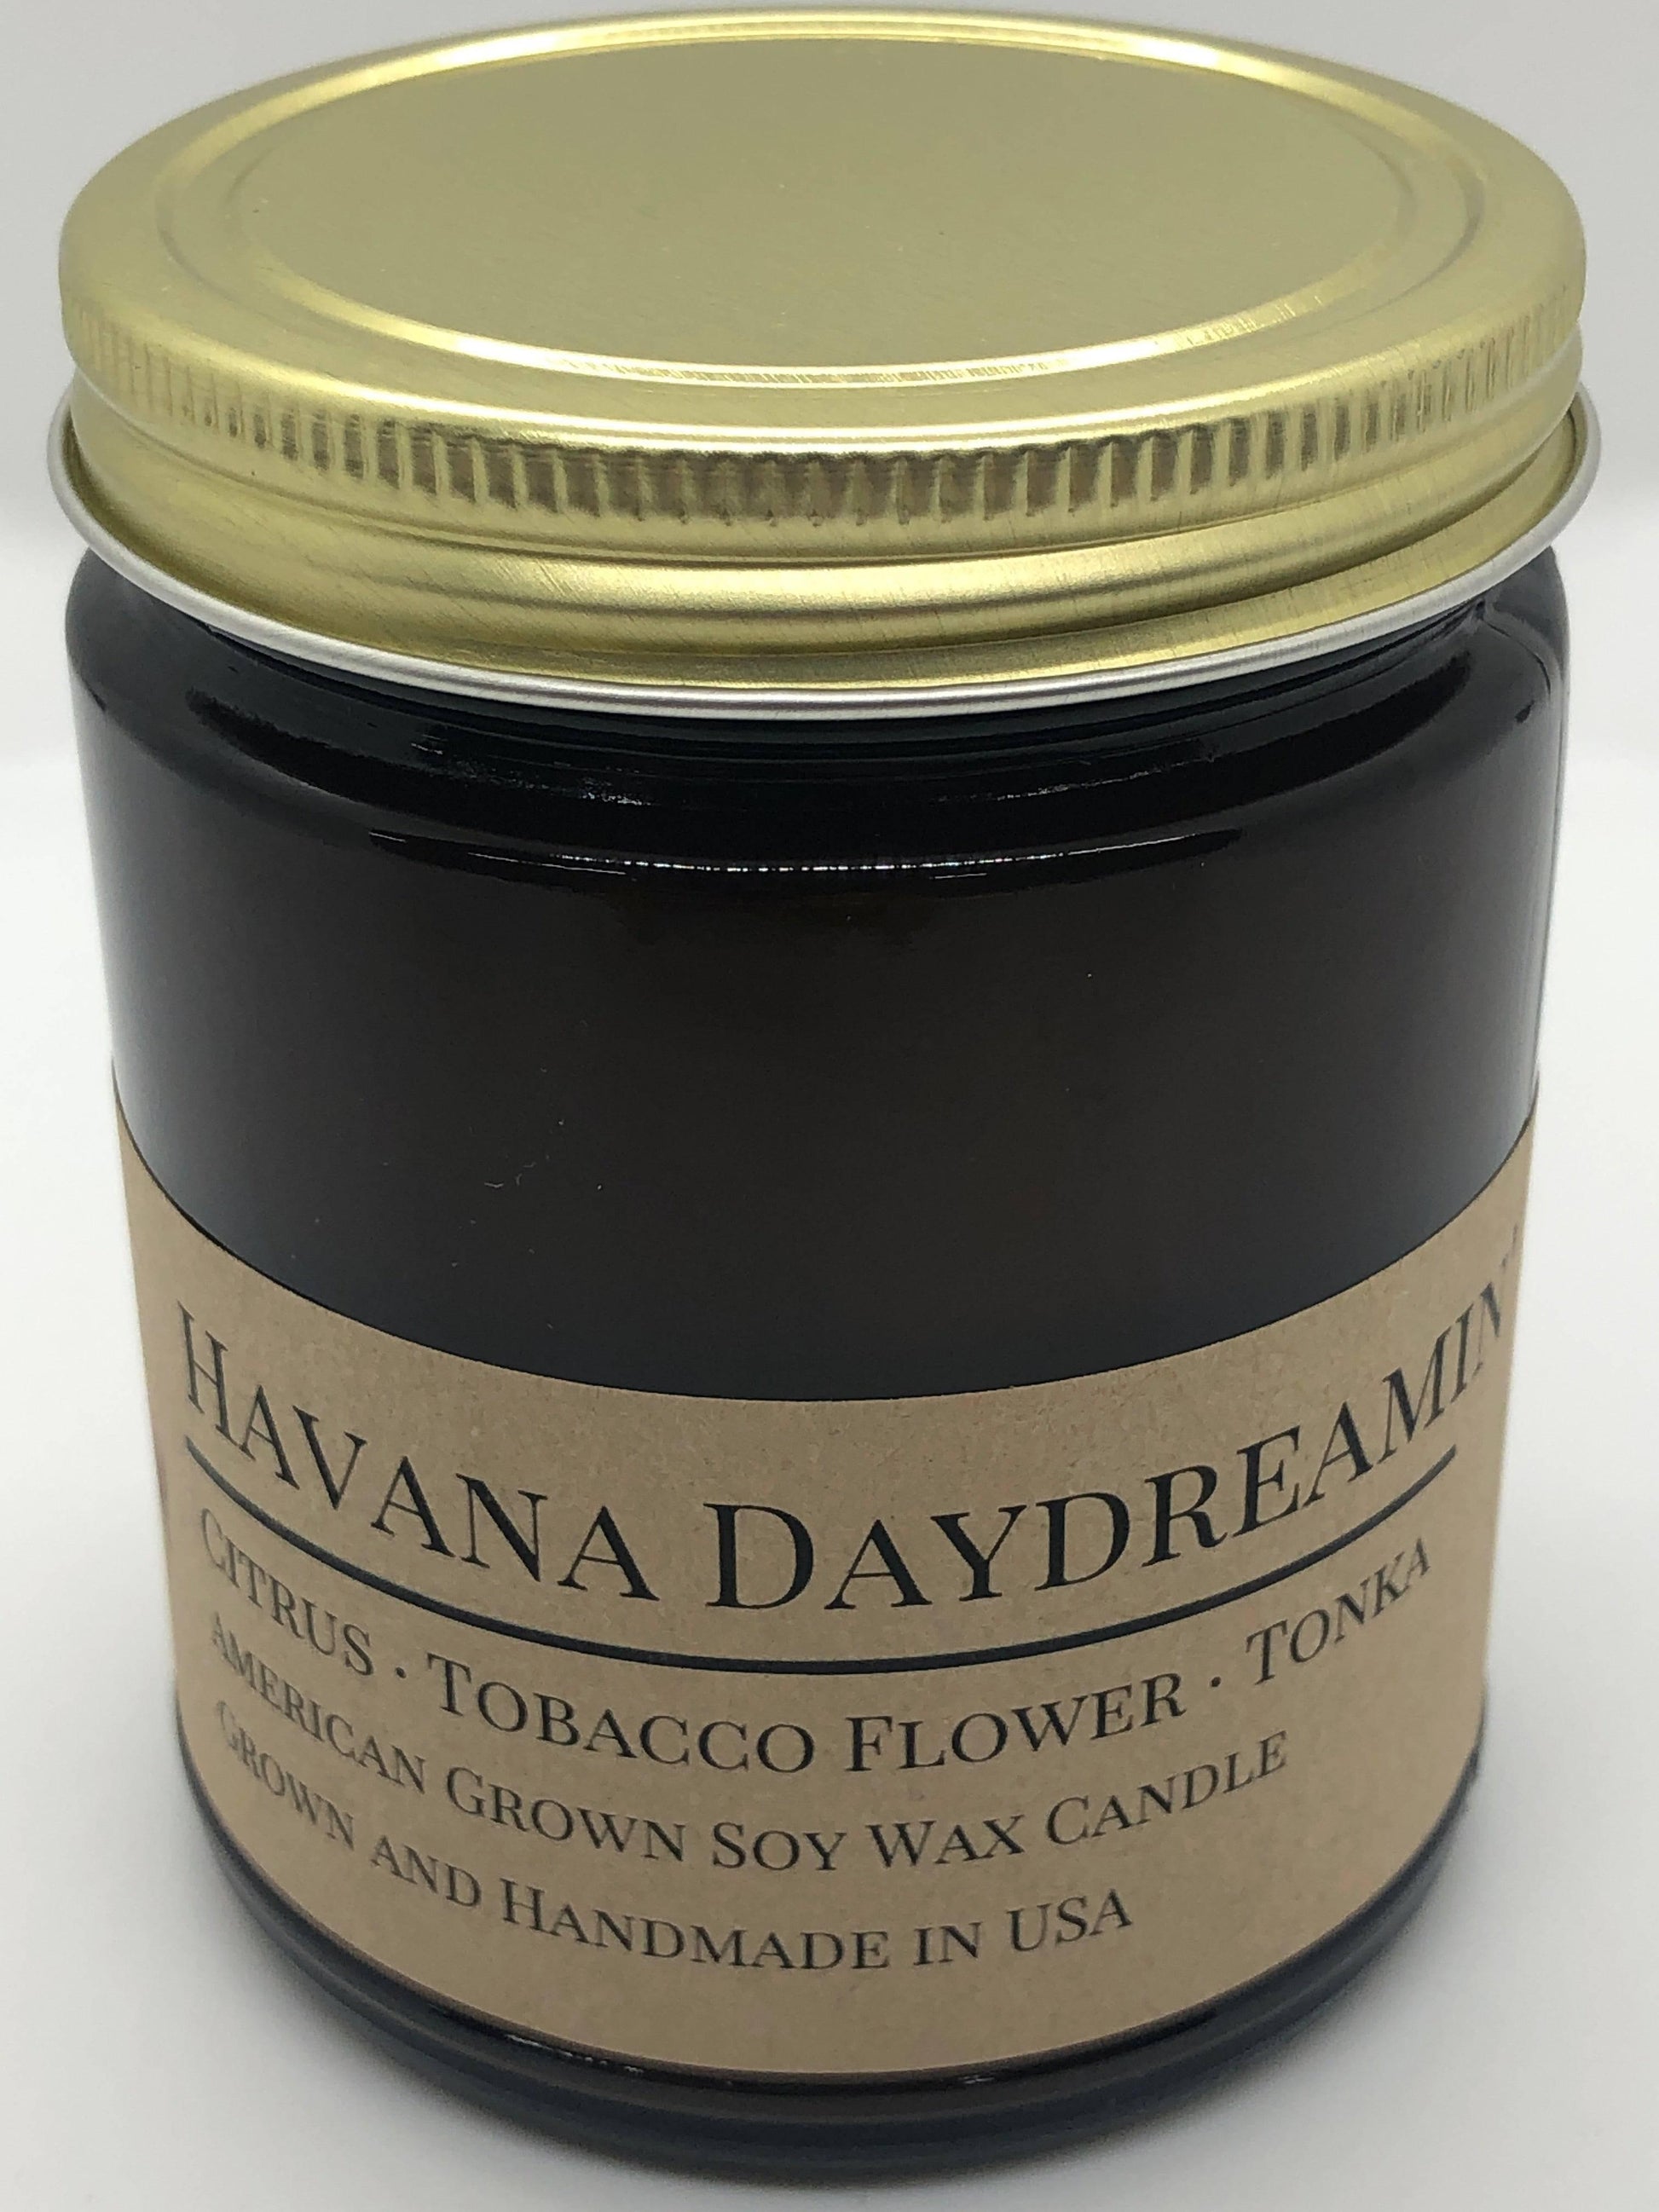 Havana Daydreamin'
Citrus · Tobacco Flower · Tonka
American Grown Soy Wax Candle
Grown and Handmade in USA